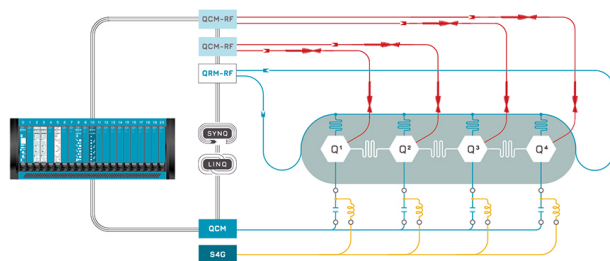 QCM-RF
QCM-RF
QRM-RF
SYNQ
LINQ
Q1 Q2 Q3 Q4
QCM
S4G